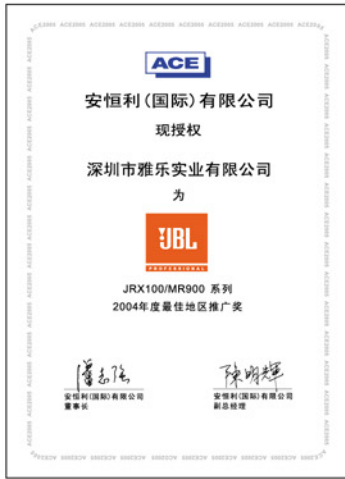 ACE
安恒利(国际)有限公司
现授权
深圳市雅乐实业有限公司
为
JBL
PROFESSIONAL
JRX100/MR900 系列
2004年度最佳地区推广奖
安恒利(国际)有限公司 安恒利(国际)有限公司
董事长 副总经理